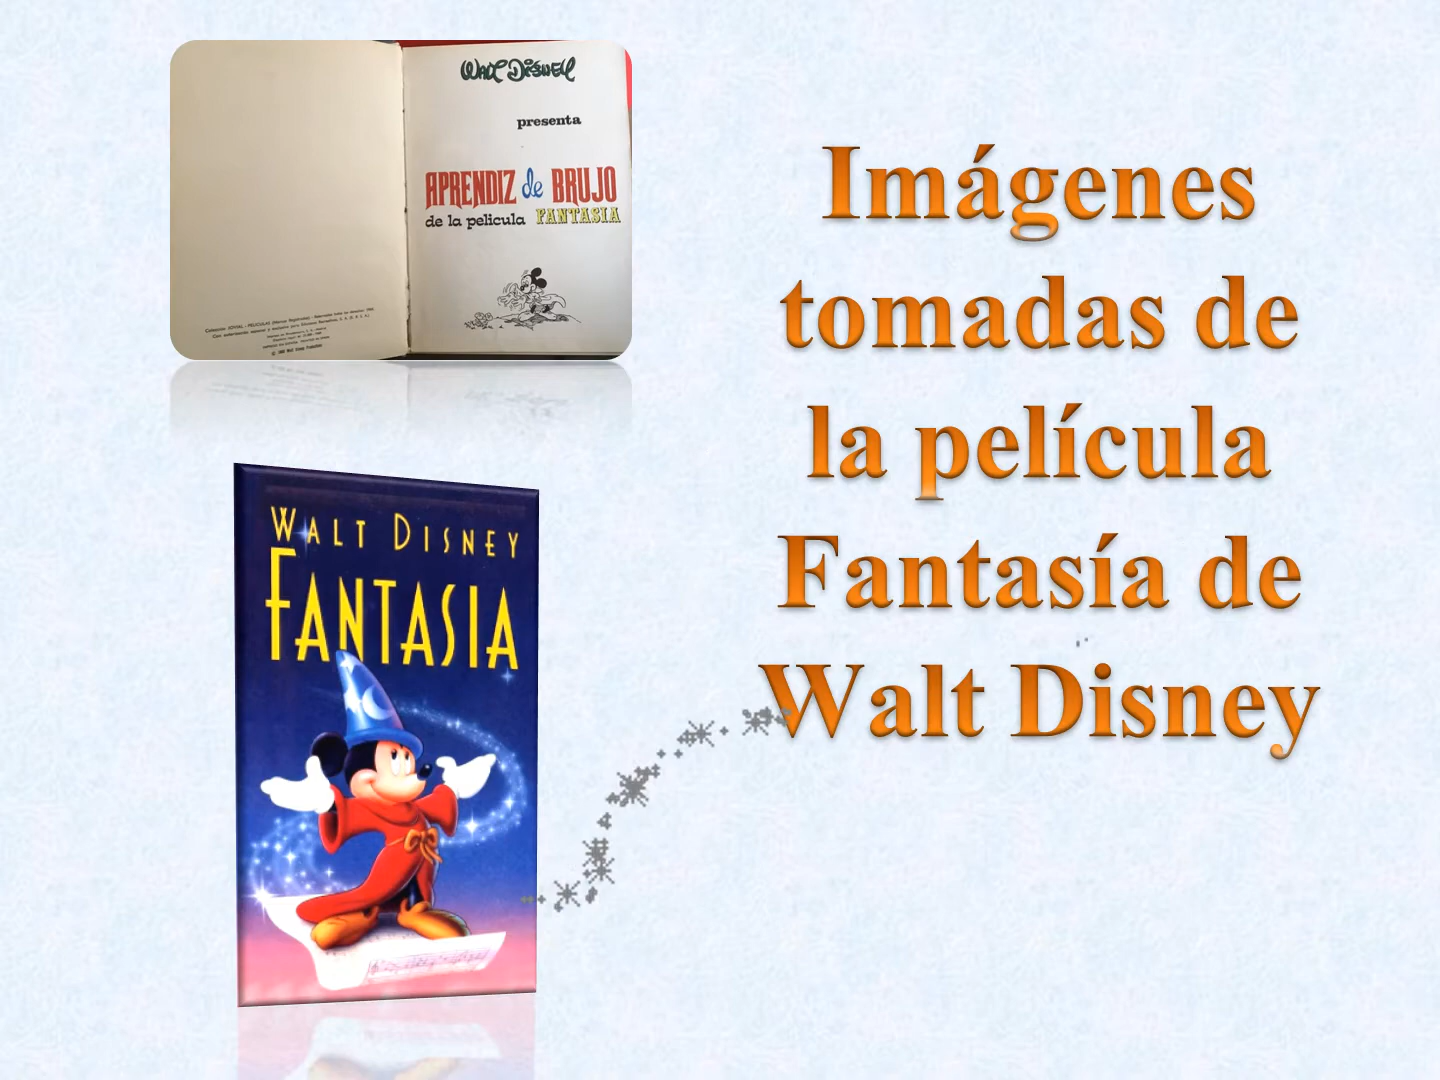 WALT DISNEY
presenta
APRENDIZ de BRUJO
de la pelicula FANTASIA
WALT DISNEY
FANTASIA
Imágenes
tomadas de
la película
Fantasía de
Walt Disney